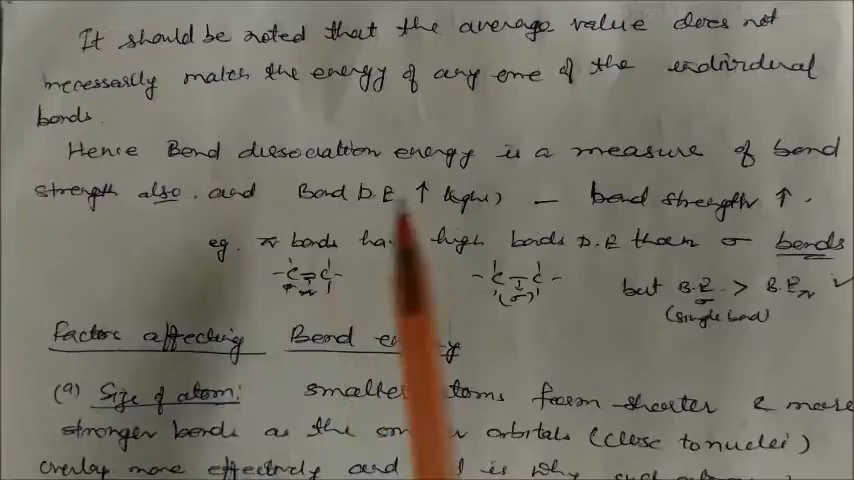 It should be noted that the average value does not
necessarily match the energy of any one of the individual
bonds.
Hence Bond dissociation energy is a measure of bond
strength also. and Bond D.E ↑ (high) — bond strength ↑.
eg. π bonds ha high bonds D.E than σ bonds
-C=C- -C-C- but B.E σ > B.E π ✓
π (σ) (single bond)
Factors affecting Bond energy
(a) Size of atom: smaller atoms form shorter & more
stronger bonds as the sm r orbitals (close to nuclei)
overlap more effectively and is why such